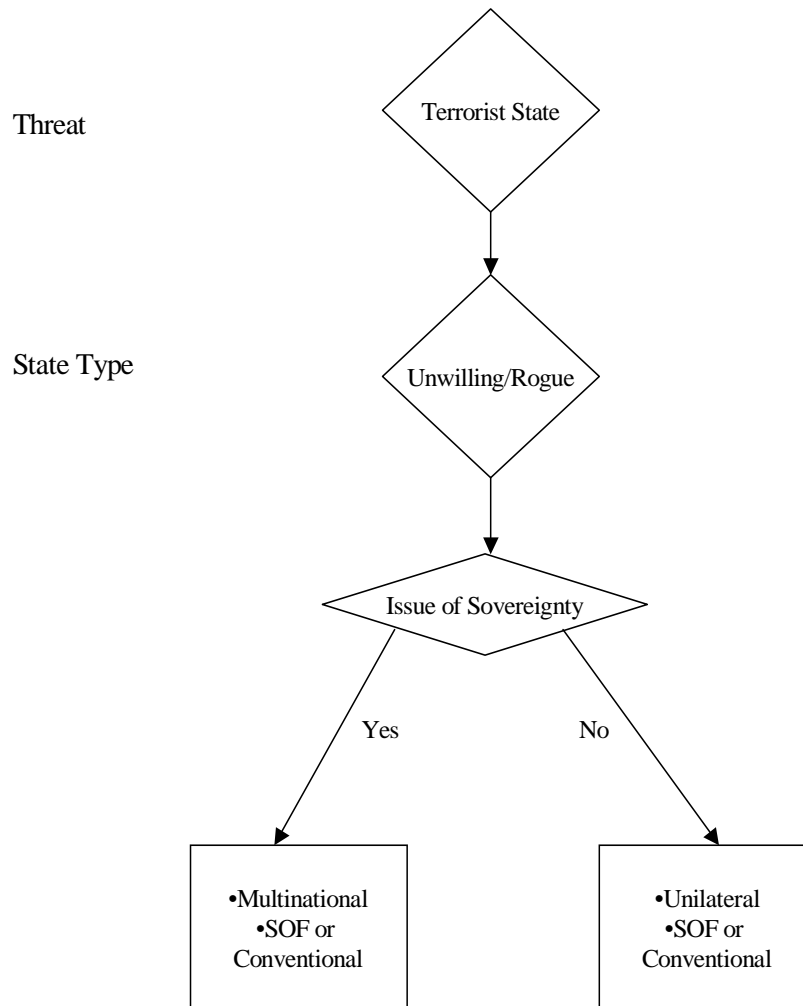 Terrorist State
Threat
State Type
Unwilling/Rogue
Issue of Sovereignty
Yes
No
•Multinational
•SOF or
Conventional
•Unilateral
•SOF or
Conventional